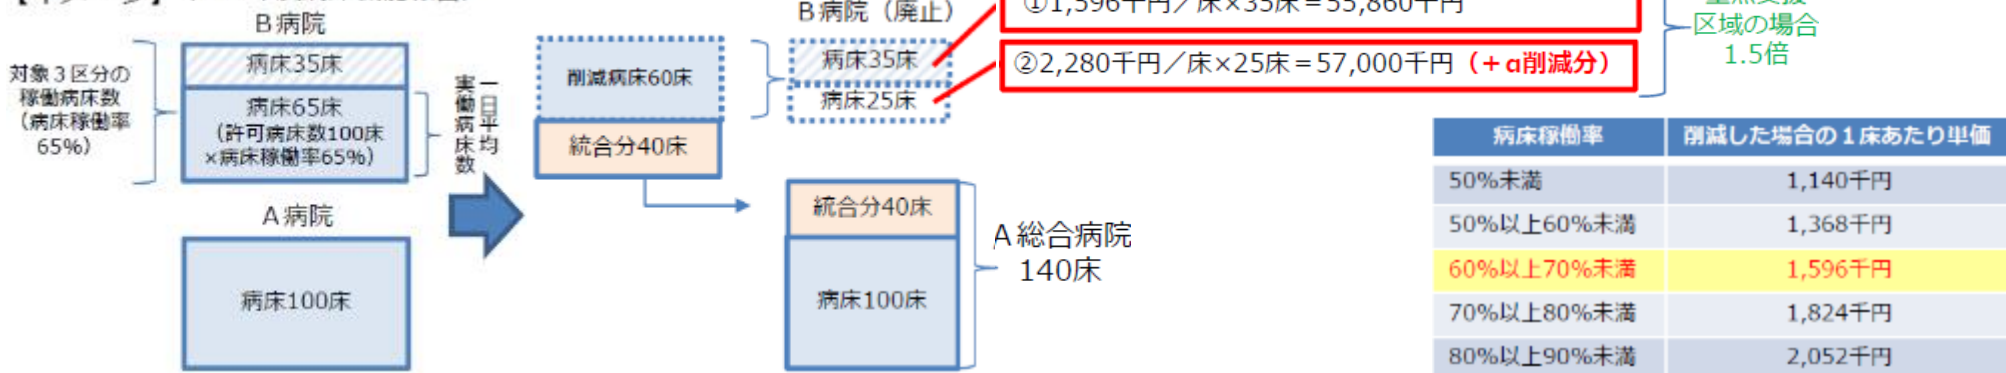 B病院
対象３区分の
稼働病床数
（病床稼働率
65%）
病床35床
病床65床
（許可病床数100床
×病床稼働率65%）
一日平均
実働病床数
A病院
病床100床
削減病床60床
統合分40床
B病院（廃止）
病床35床
病床25床
①1,596千円／床×35床＝55,860千円
②2,280千円／床×25床＝57,000千円（＋α削減分）
重点支援
区域の場合
1.5倍
統合分40床
病床100床
A総合病院
140床
病床稼働率 削減した場合の１床あたり単価
50%未満 1,140千円
50%以上60%未満 1,368千円
60%以上70%未満 1,596千円
70%以上80%未満 1,824千円
80%以上90%未満 2,052千円